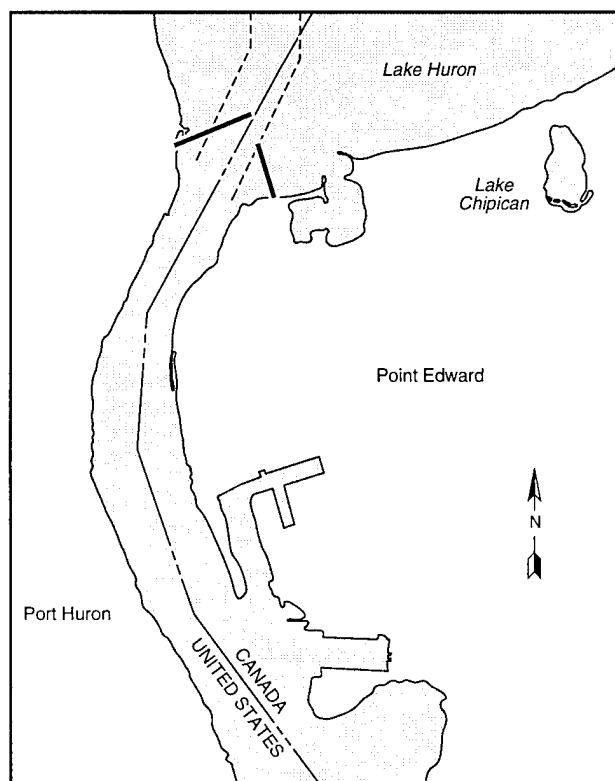 Lake Huron
Lake
Chipican
Point Edward
N
Port Huron
CANADA
UNITED STATES